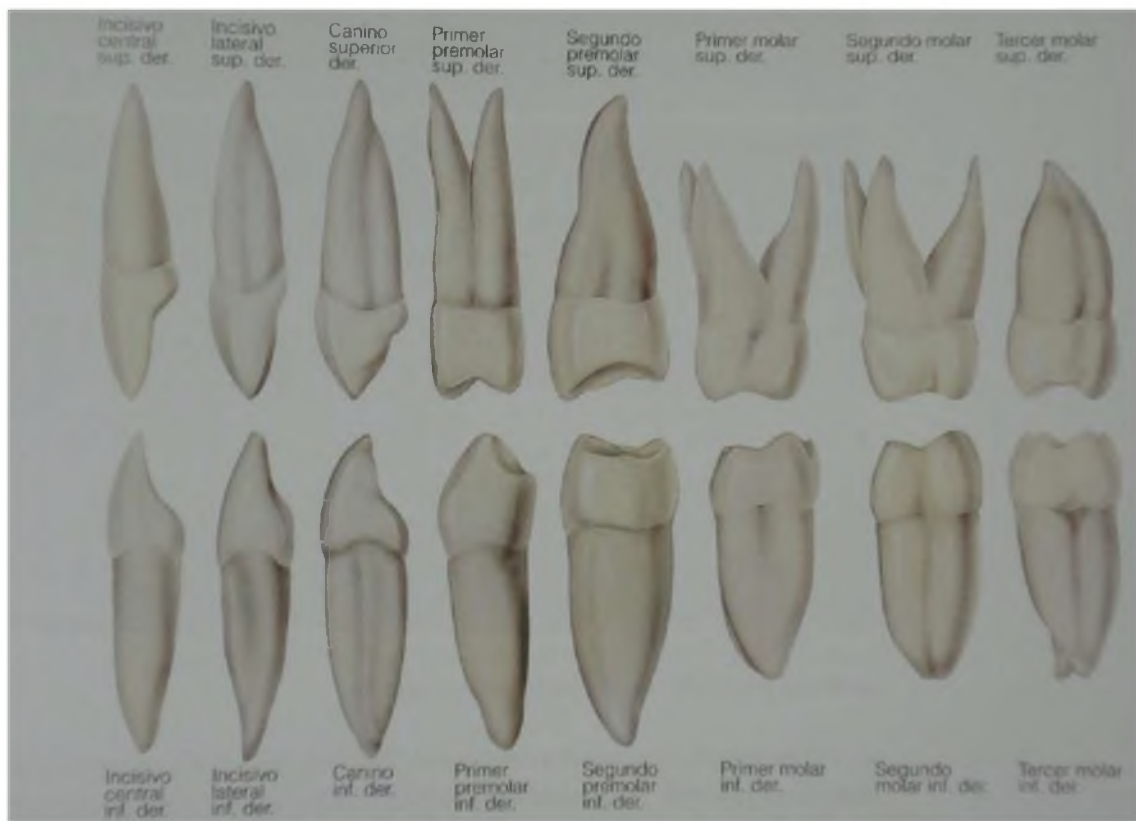 Incisivo
central
sup. der.
Incisivo
lateral
sup. der.
Canino
superior
der.
Primer
premolar
sup. der.
Segundo
premolar
sup. der.
Primer molar
sup. der.
Segundo molar
sup. der.
Tercer molar
sup. der.
Incisivo
central
inf. der.
Incisivo
lateral
inf. der.
Canino
inf. der.
Primer
premolar
inf. der.
Segundo
premolar
inf. der.
Primer molar
inf. der.
Segundo
molar inf. der.
Tercer molar
inf. der.